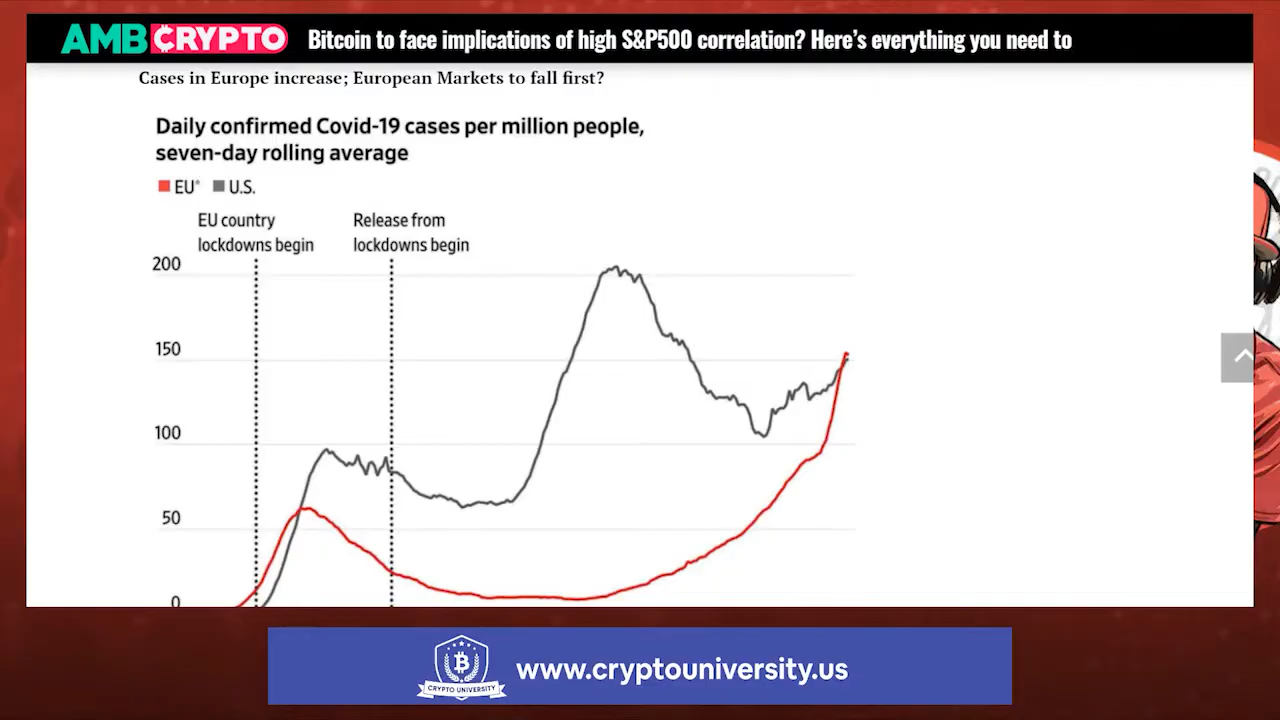 AMBCRYPTO Bitcoin to face implications of high S&P500 correlation? Here's everything you need to
Cases in Europe increase; European Markets to fall first?
Daily confirmed Covid-19 cases per million people,
seven-day rolling average
EU* U.S.
EU country
lockdowns begin
Release from
lockdowns begin
200
150
100
50
0
CRYPTO UNIVERSITY
www.cryptouniversity.us